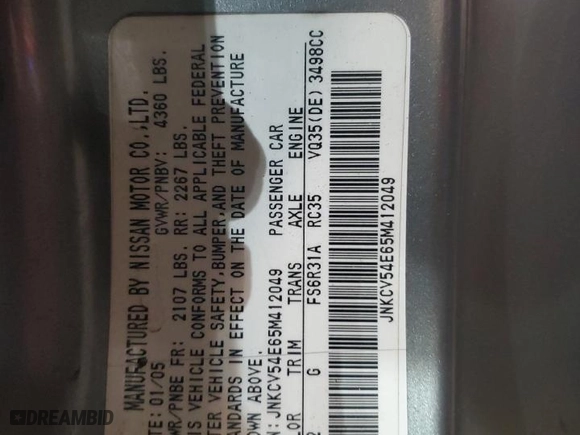 MANUFACTURED BY NISSAN MOTOR CO.,LTD.
TE: 01/05 GVWR/PNBV: 4360 LBS.
WR/PNBE FR: 2107 LBS. RR: 2267 LBS.
IS VEHICLE CONFORMS TO ALL APPLICABLE FEDERAL
TER VEHICLE SAFETY,BUMPER,AND THEFT PREVENTION
ANDARDS IN EFFECT ON THE DATE OF MANUFACTURE
OWN ABOVE.
N: JNKCV54E65M412049 PASSENGER CAR
LOR TRIM TRANS AXLE ENGINE
2 G FS6R31A RC35 VQ35(DE) 3498CC
JNKCV54E65M412049
DREAMBID